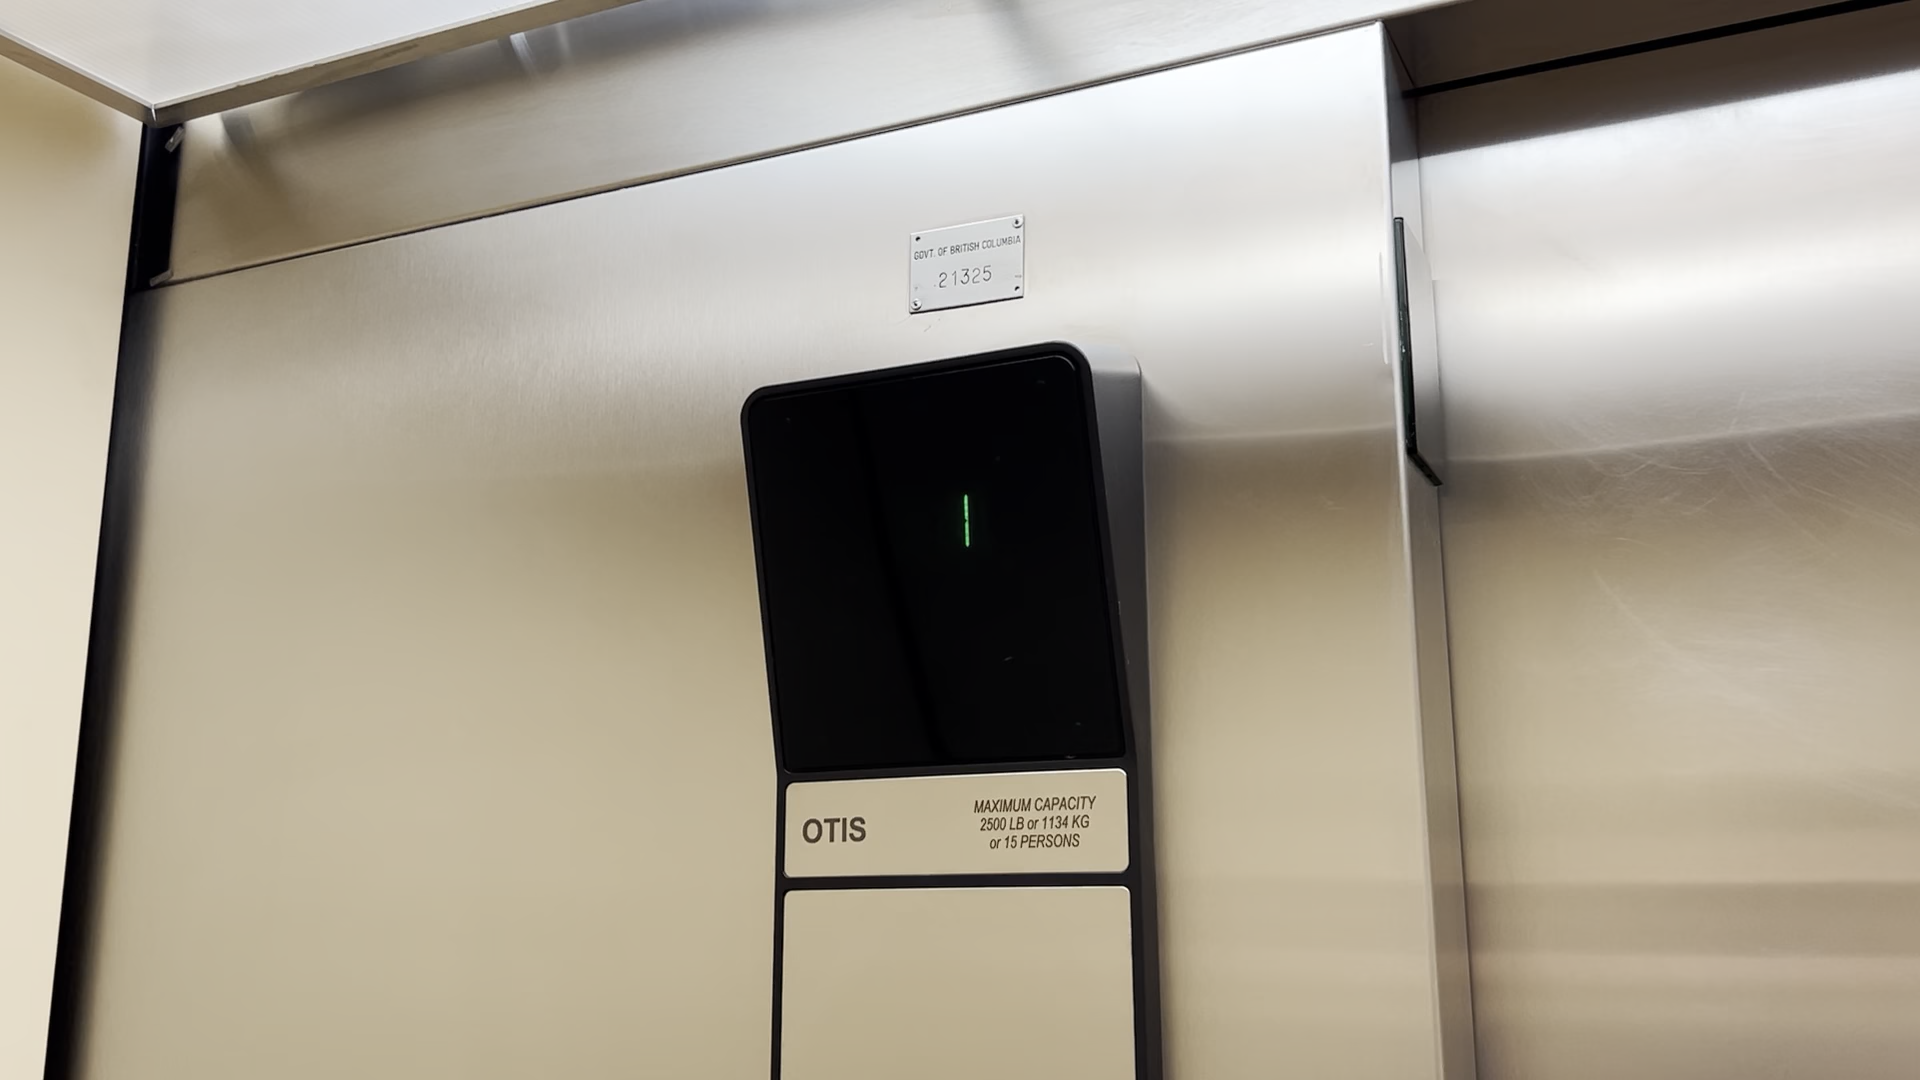 GOVT. OF BRITISH COLUMBIA
21325
1
OTIS
MAXIMUM CAPACITY
2500 LB or 1134 KG
or 15 PERSONS